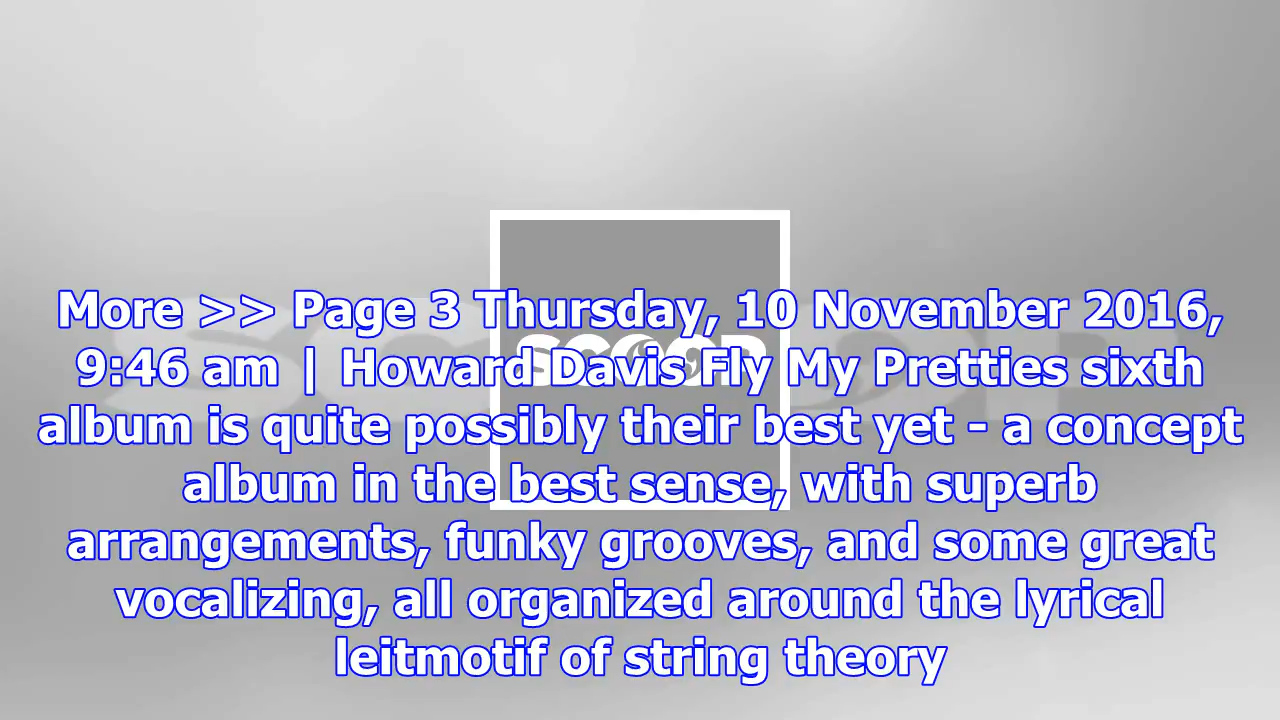 More >> Page 3 Thursday, 10 November 2016,
9:46 am | Howard Davis Fly My Pretties sixth
album is quite possibly their best yet - a concept
album in the best sense, with superb
arrangements, funky grooves, and some great
vocalizing, all organized around the lyrical
leitmotif of string theory
SCOOP